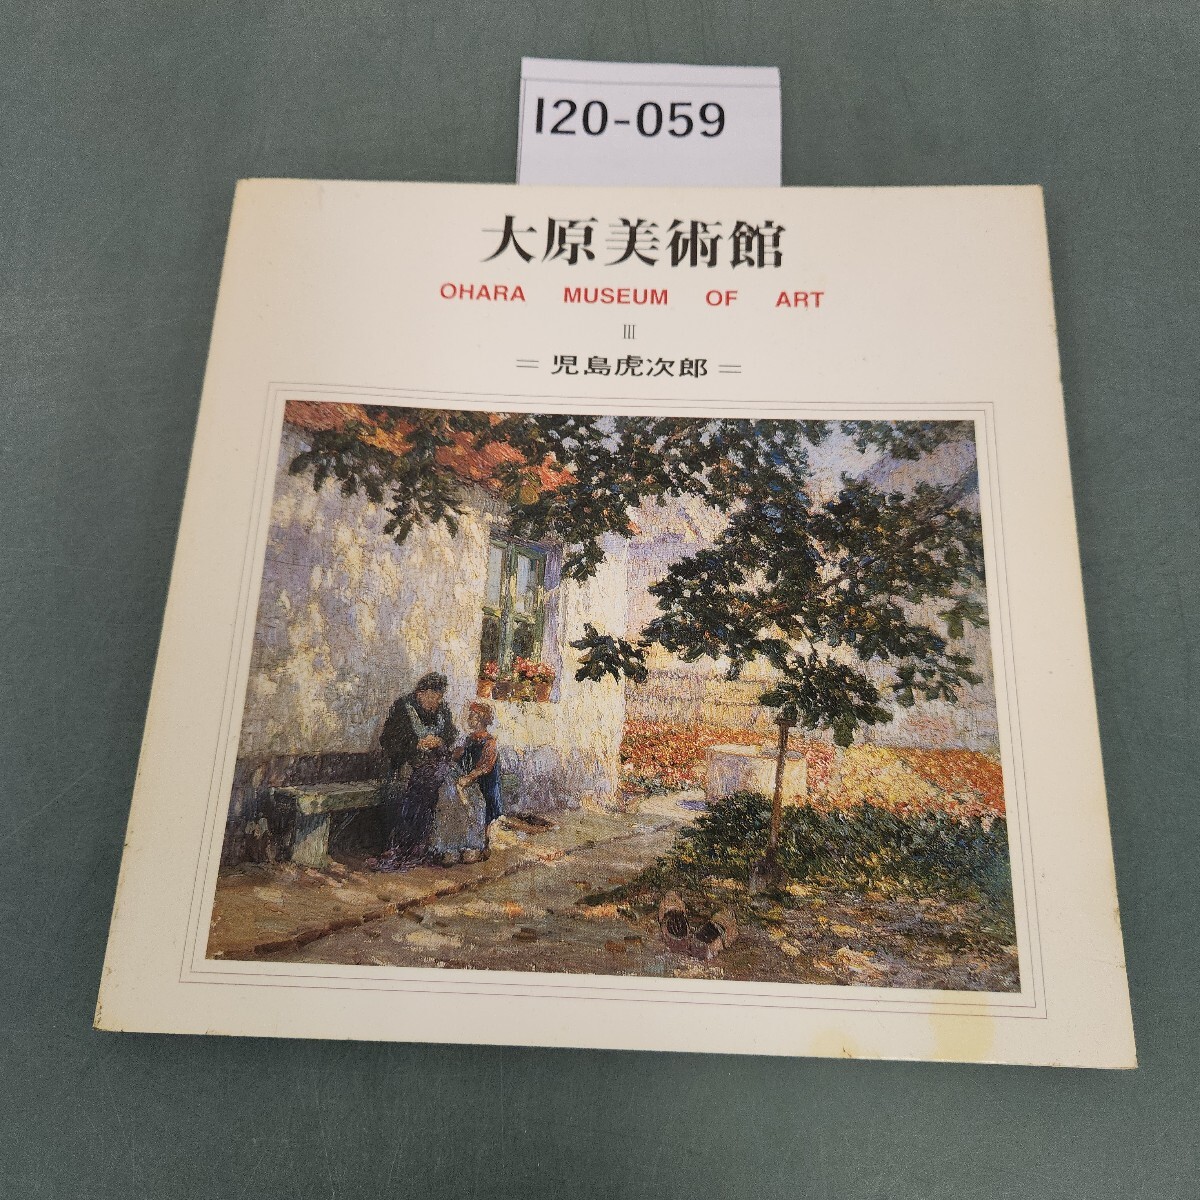 I20-059
大原美術館
OHARA MUSEUM OF ART
III
=児島虎次郎=